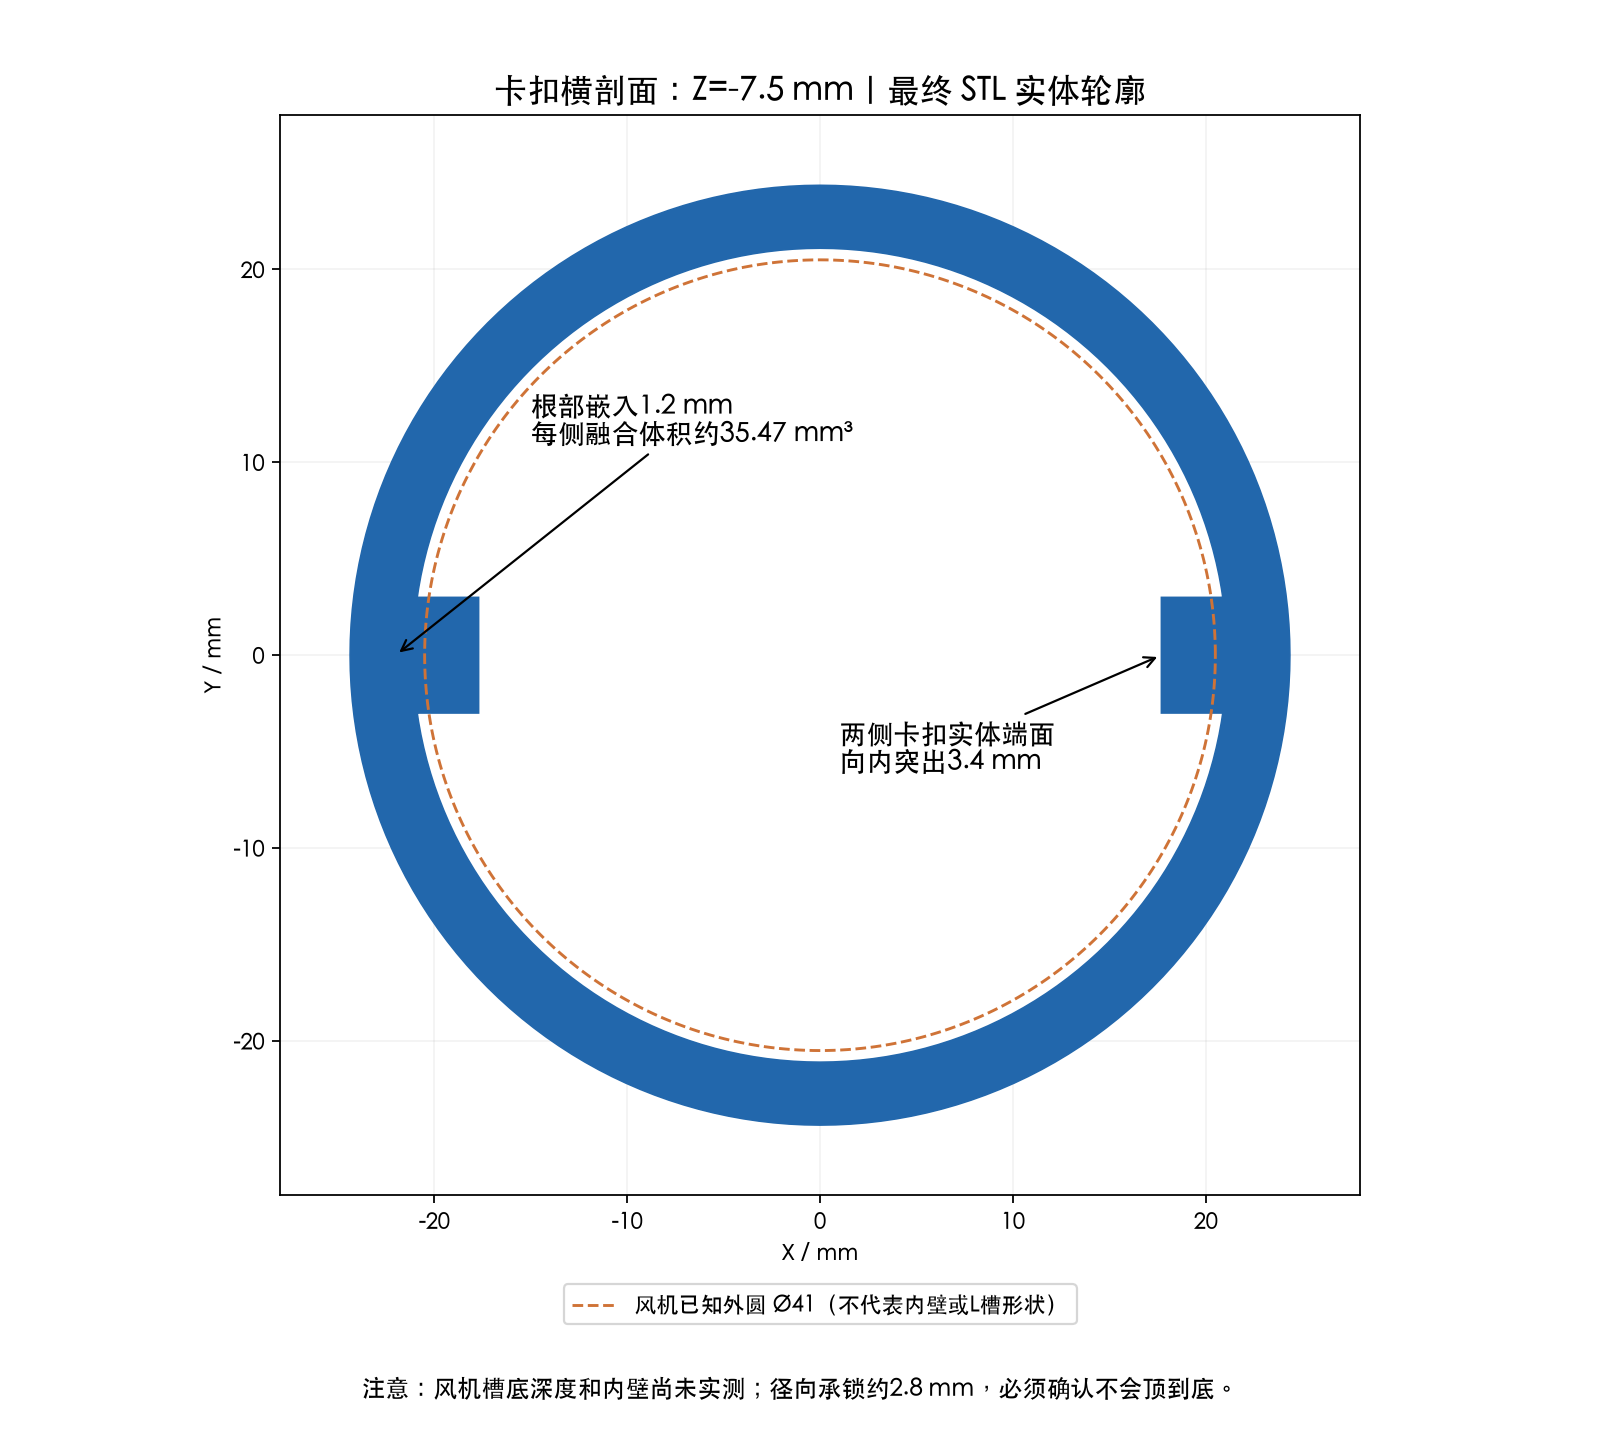 卡扣横剖面：Z=-7.5 mm | 最终 STL 实体轮廓
20
根部嵌入1.2 mm
每侧融合体积约35.47 mm³
10
Y / mm
0
两侧卡扣实体端面
向内突出3.4 mm
-10
-20
-20
-10
0
10
20
X / mm
风机已知外圆 Ø41（不代表内壁或L槽形状）
注意：风机槽底深度和内壁尚未实测；径向承锁约2.8 mm，必须确认不会顶到底。